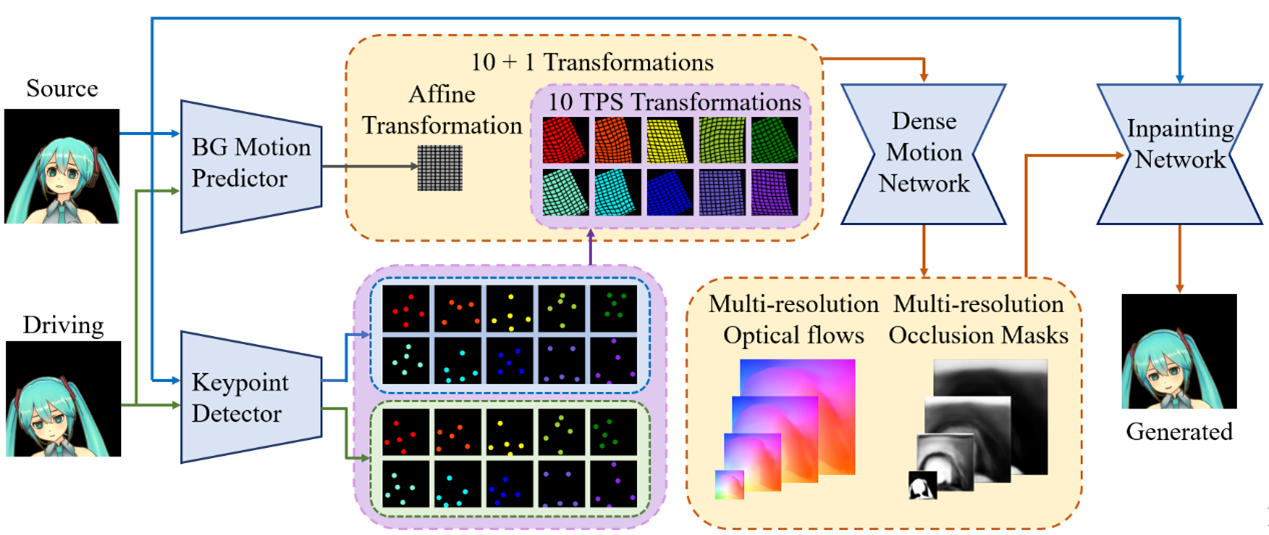 Source
BG Motion
Predictor
10 + 1 Transformations
Affine
Transformation
10 TPS Transformations
Dense
Motion
Network
Inpainting
Network
Driving
Keypoint
Detector
Multi-resolution
Optical flows
Multi-resolution
Occlusion Masks
Generated